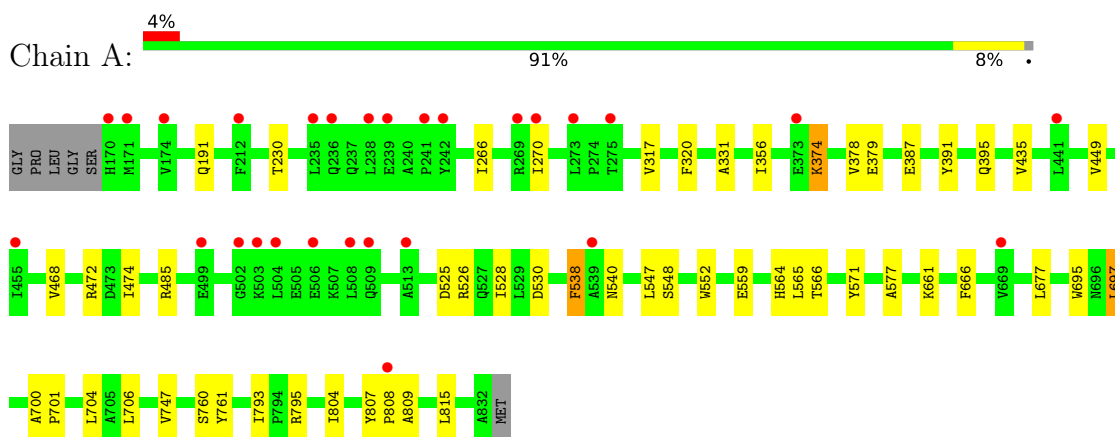 4%
Chain A:
91% 8% •
GLY PRO LEU GLY SER H170 M171 V174 Q191 F212 T230 L235 Q236 Q237 L238 E239 A240 P241 Y242 I266 R269 I270 L273 P274 T275 V317 F320 A331 I356 E373 K374 V378 E379 E387 Y391 Q395 V435 L441 V449
I455 V468 R472 D473 I474 R485 E499 G502 K503 L504 E505 E506 K507 L508 Q509 A513 D525 R526 Q527 I528 L529 D530 F538 A539 N540 L547 S548 W552 E559 H564 L565 T566 Y571 A577 K661 F666 V669 L677 W695 N696 L697
A700 P701 L704 A705 L706 V747 S760 Y761 I793 P794 R795 I804 Y807 P808 A809 L815 A832 MET